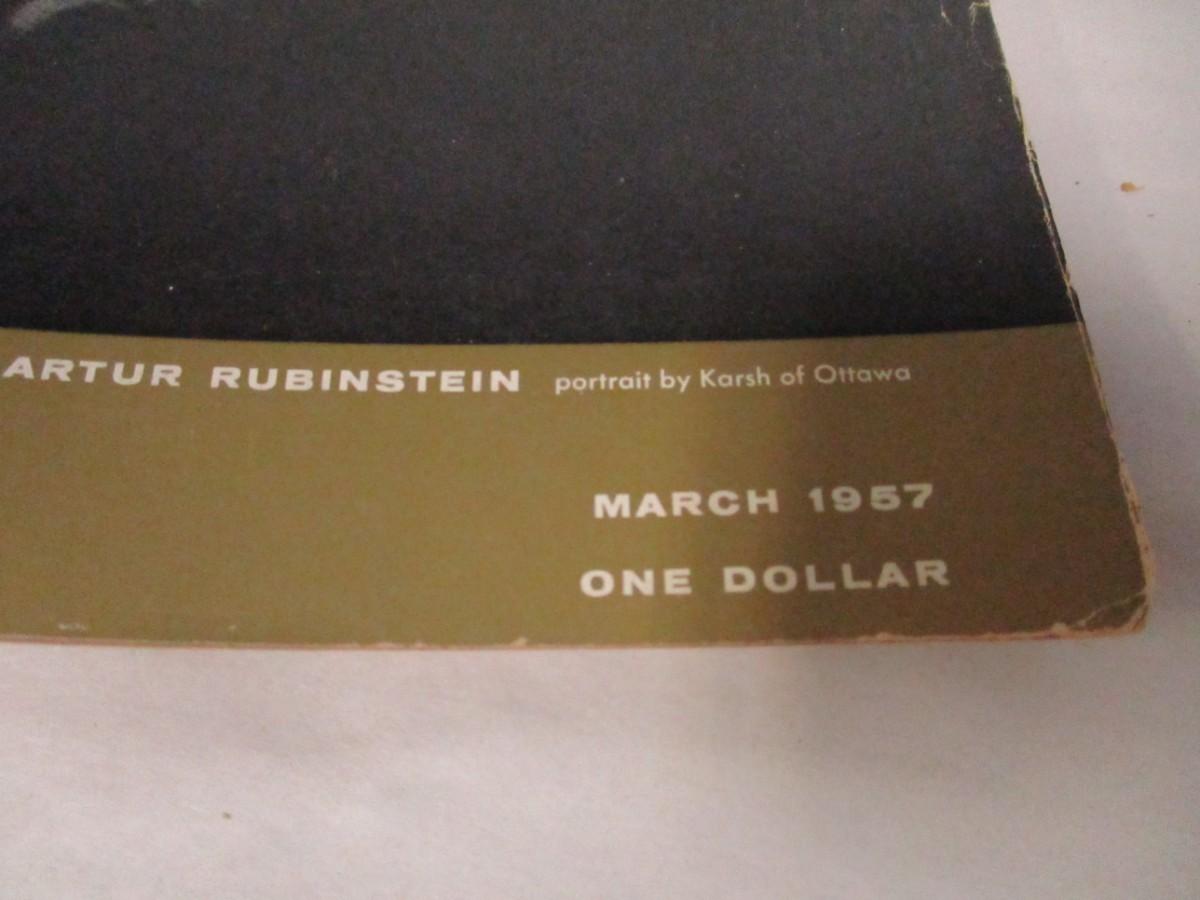 ARTUR RUBINSTEIN portrait by Karsh of Ottawa
MARCH 1957
ONE DOLLAR